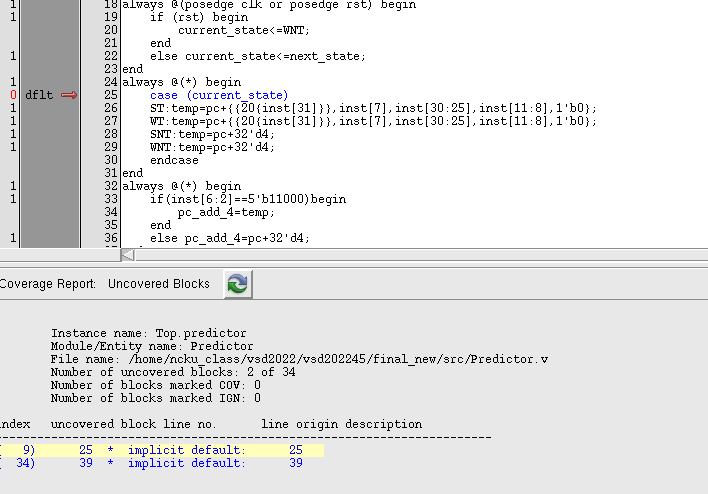 1 18 always @(posedge clk or posedge rst) begin
1 19 if (rst) begin
1 20 current_state<=WNT;
21 end
1 22 else current_state<=next_state;
23 end
1 24 always @(*) begin
0 dflt 25 case (current_state)
1 26 ST:temp=pc+{{20{inst[31]}},inst[7],inst[30:25],inst[11:8],1'b0};
1 27 WT:temp=pc+{{20{inst[31]}},inst[7],inst[30:25],inst[11:8],1'b0};
1 28 SNT:temp=pc+32'd4;
1 29 WNT:temp=pc+32'd4;
30 endcase
31 end
1 32 always @(*) begin
1 33 if(inst[6:2]==5'b11000)begin
34 pc_add_4=temp;
35 end
1 36 else pc_add_4=pc+32'd4;
Coverage Report: Uncovered Blocks
Instance name: Top.predictor
Module/Entity name: Predictor
File name: /home/ncku_class/vsd2022/vsd202245/final_new/src/Predictor.v
Number of uncovered blocks: 2 of 34
Number of blocks marked COV: 0
Number of blocks marked IGN: 0
index uncovered block line no. line origin description
--------------------------------------------------------------------
( 9) 25 * implicit default: 25
( 34) 39 * implicit default: 39